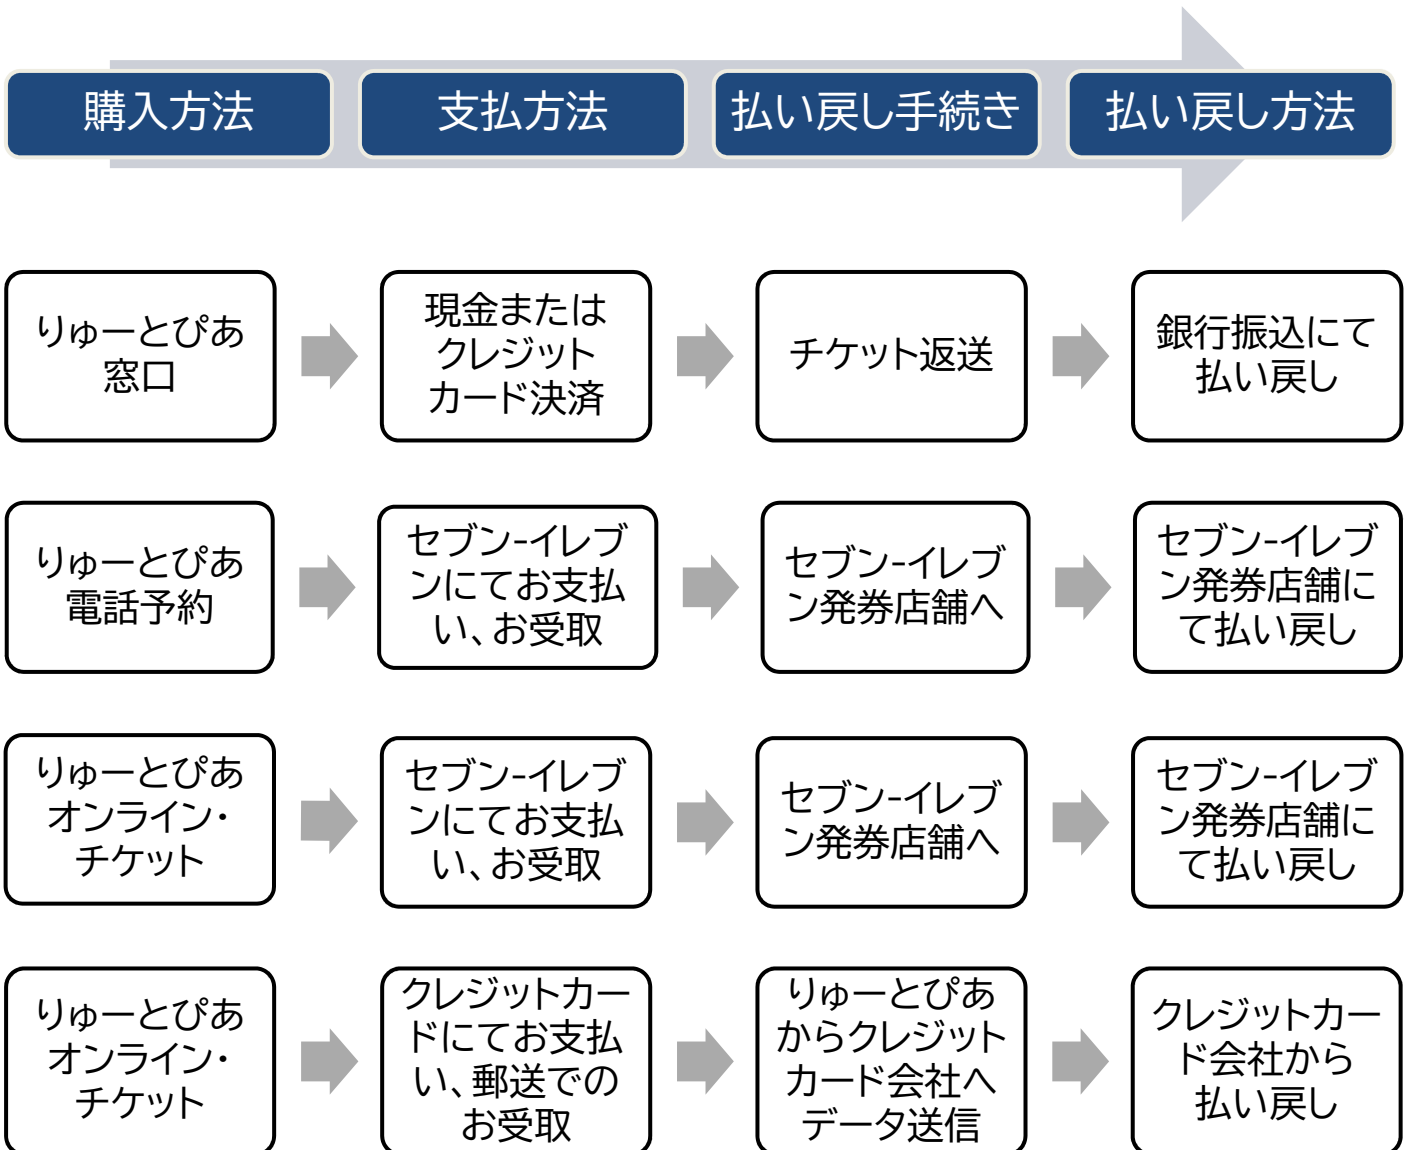 購入方法
支払方法
払い戻し手続き
払い戻し方法
りゅーとぴあ
窓口
現金または
クレジット
カード決済
チケット返送
銀行振込にて
払い戻し
りゅーとぴあ
電話予約
セブン-イレブ
ンにてお支払
い、お受取
セブン-イレブ
ン発券店舗へ
セブン-イレブ
ン発券店舗に
て払い戻し
りゅーとぴあ
オンライン・
チケット
セブン-イレブ
ンにてお支払
い、お受取
セブン-イレブ
ン発券店舗へ
セブン-イレブ
ン発券店舗に
て払い戻し
りゅーとぴあ
オンライン・
チケット
クレジットカー
ドにてお支払
い、郵送での
お受取
りゅーとぴあ
からクレジット
カード会社へ
データ送信
クレジットカー
ド会社から
払い戻し